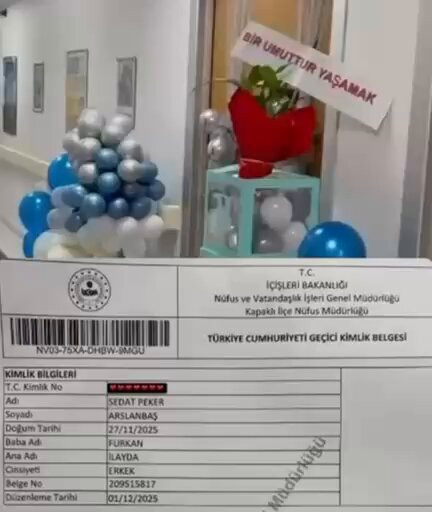 BİR UMUTTUR YAŞAMAK
T.C.
İÇİŞLERİ BAKANLIĞI
Nüfus ve Vatandaşlık İşleri Genel Müdürlüğü
Kapaklı İlçe Nüfus Müdürlüğü
NV03-75XA-DHBW-9MGU
TÜRKİYE CUMHURİYETİ GEÇİCİ KİMLİK BELGESİ
KİMLİK BİLGİLERİ
T.C. Kimlik No
Adı SEDAT PEKER
Soyadı ARSLANBAŞ
Doğum Tarihi 27/11/2025
Baba Adı FURKAN
Ana Adı İLAYDA
Cinsiyeti ERKEK
Belge No 209515817
Düzenleme Tarihi 01/12/2025
Müdürlüğü